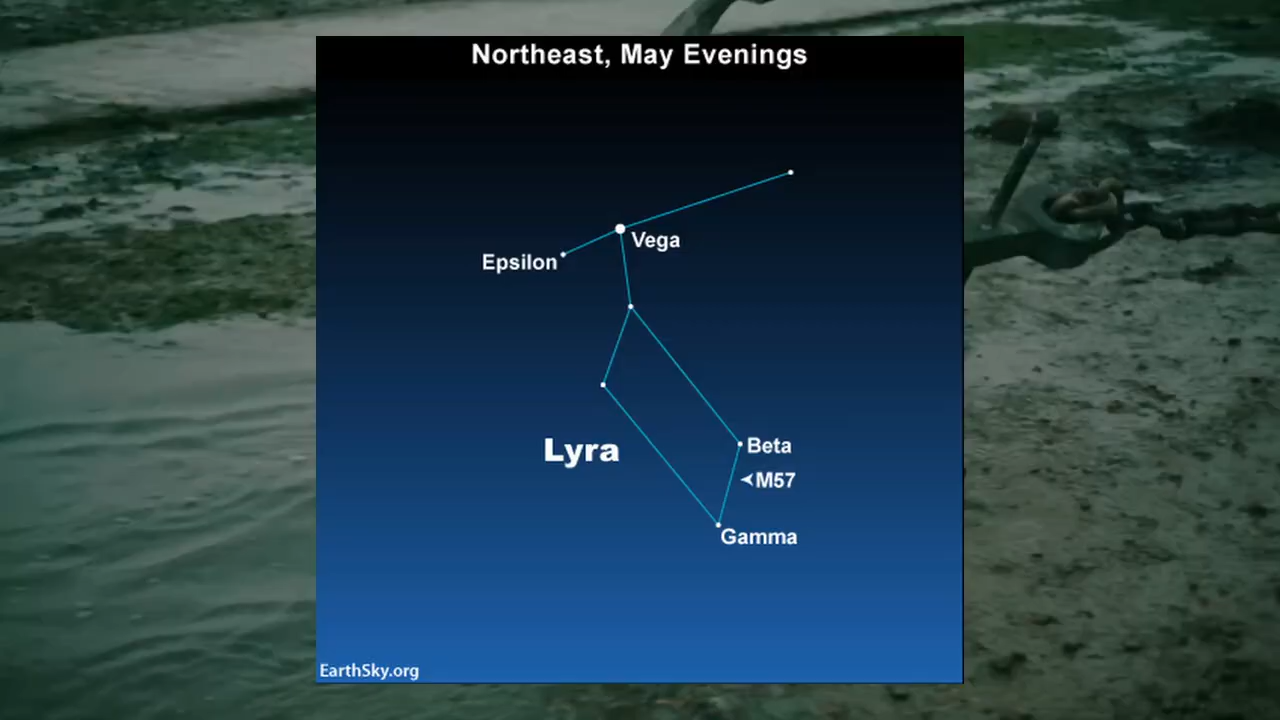 Northeast, May Evenings
Vega
Epsilon
Beta
Lyra
M57
Gamma
EarthSky.org